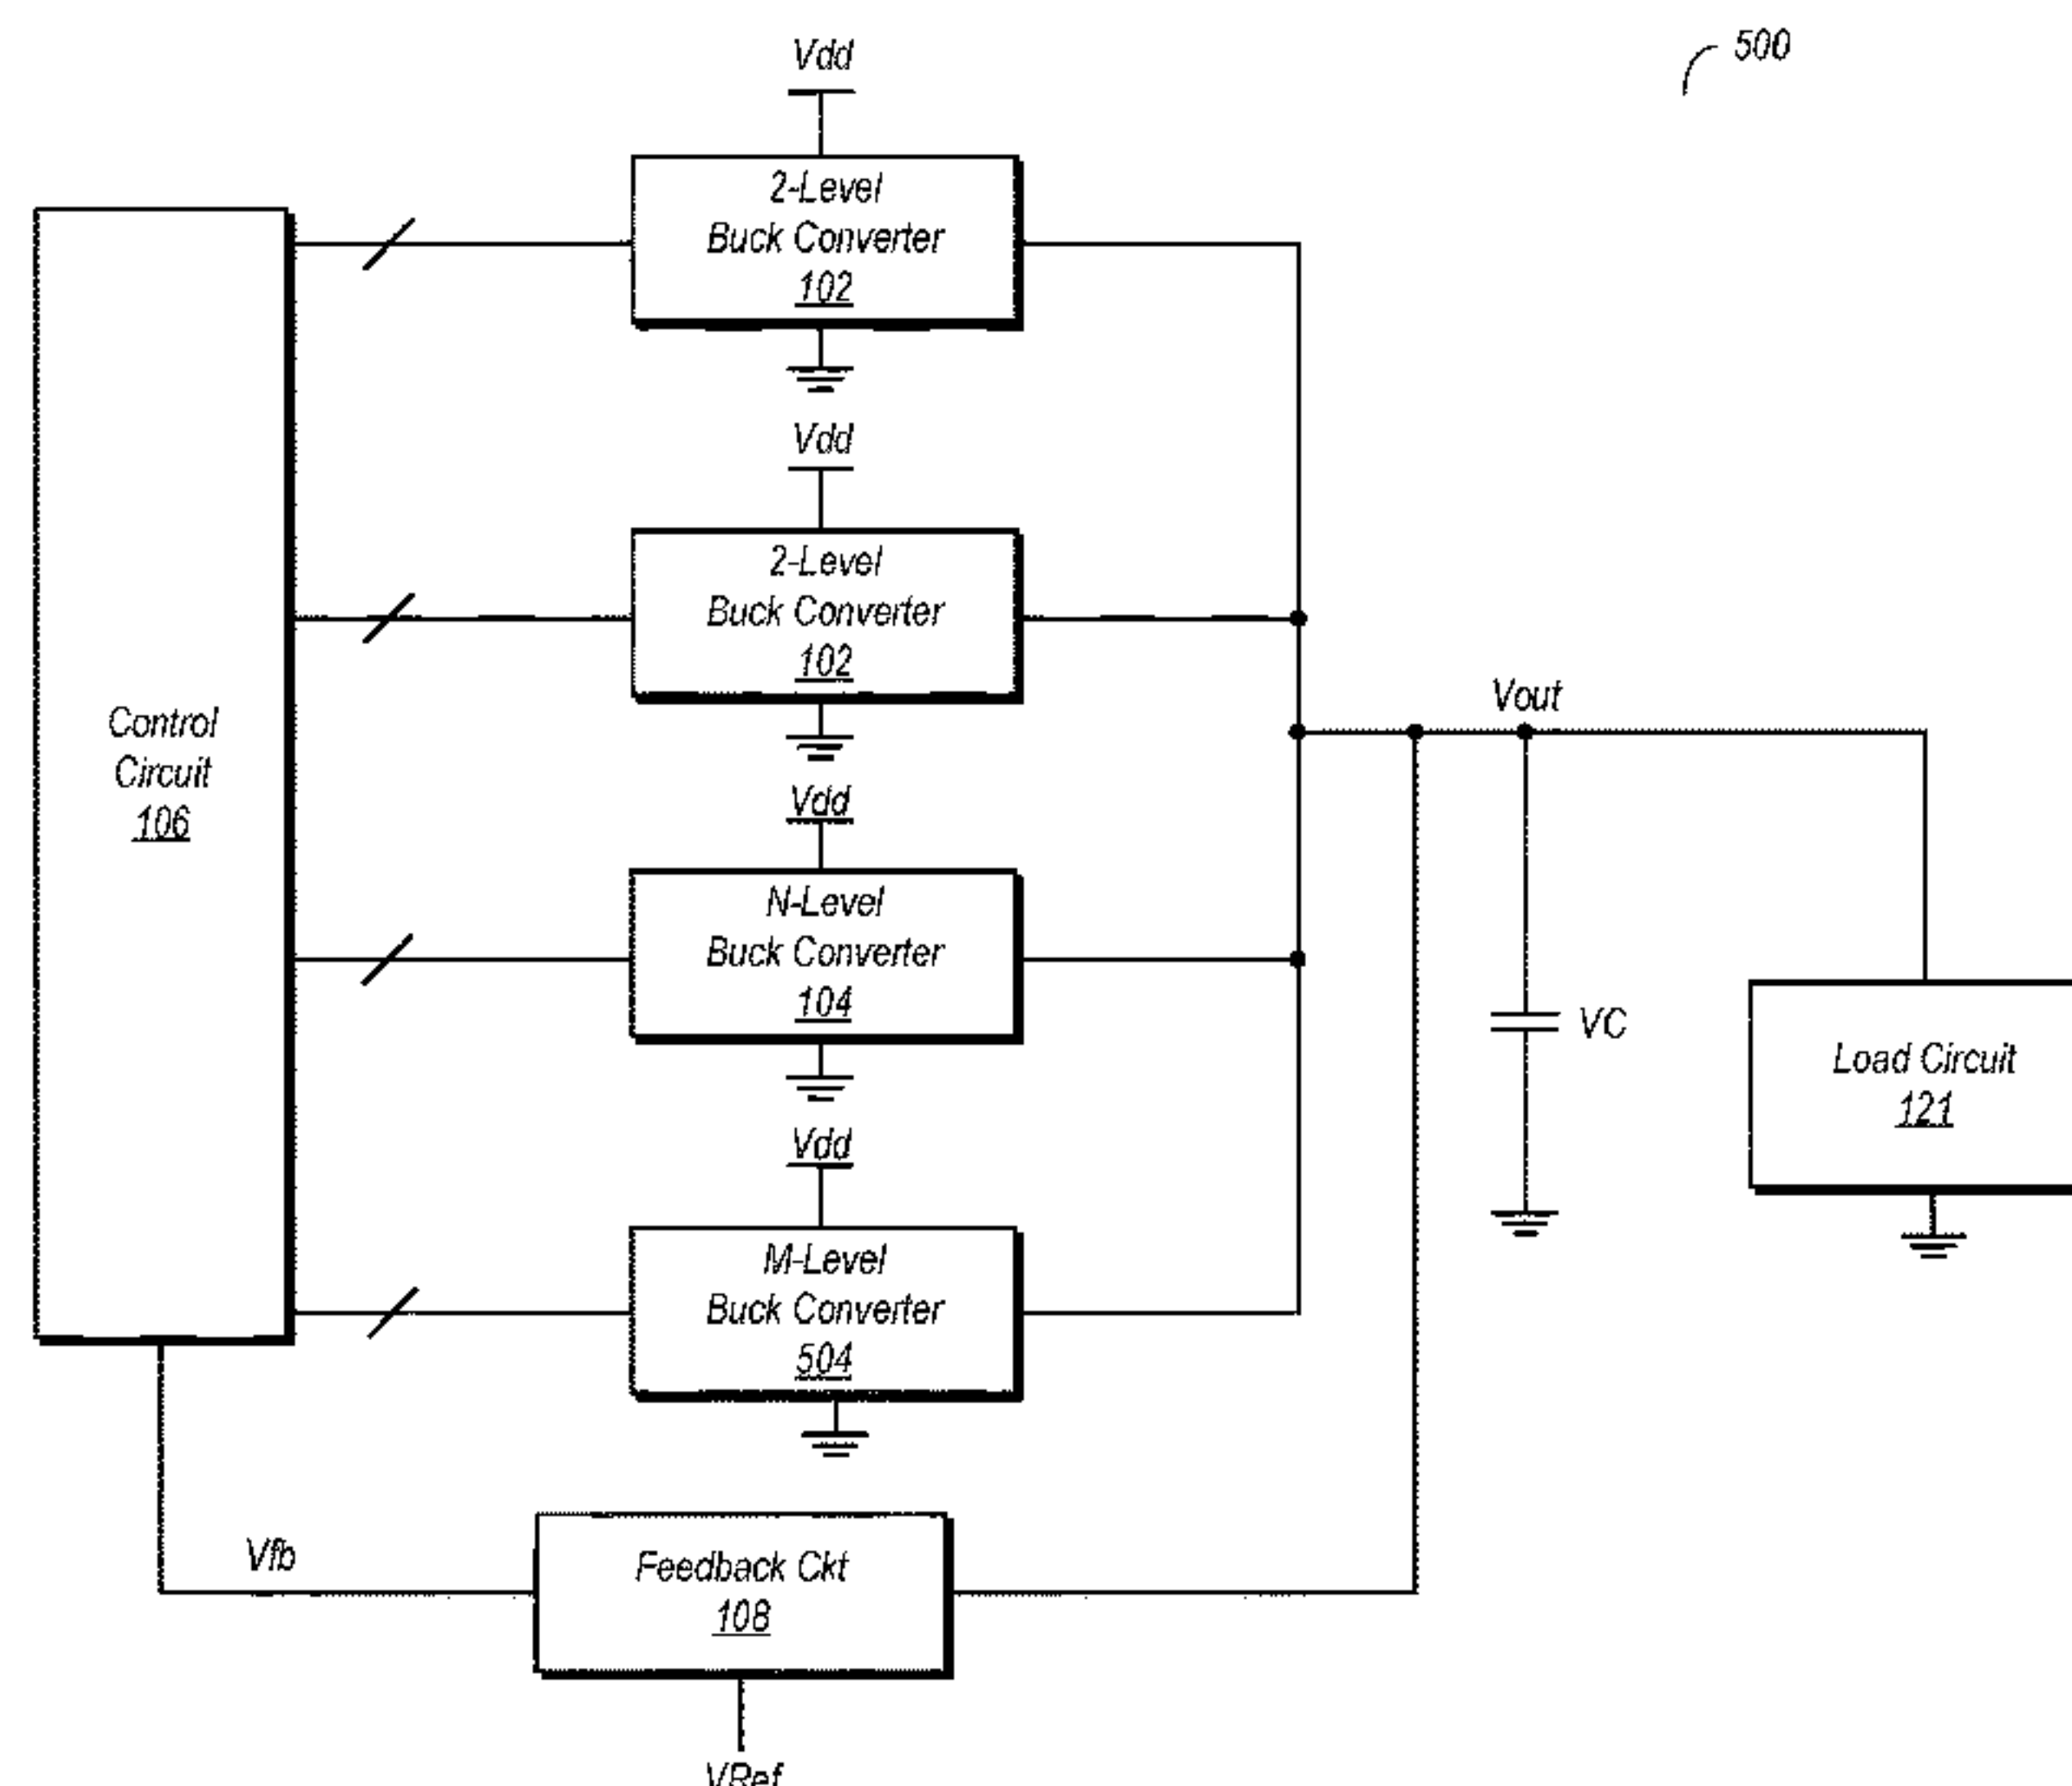 500
Vdd
2-Level
Buck Converter
102
Vdd
2-Level
Buck Converter
102
Control
Circuit
106
Vout
Vdd
N-Level
Buck Converter
104
VC
Load Circuit
121
Vdd
M-Level
Buck Converter
504
Vfb
Feedback Ckt
108
VRef